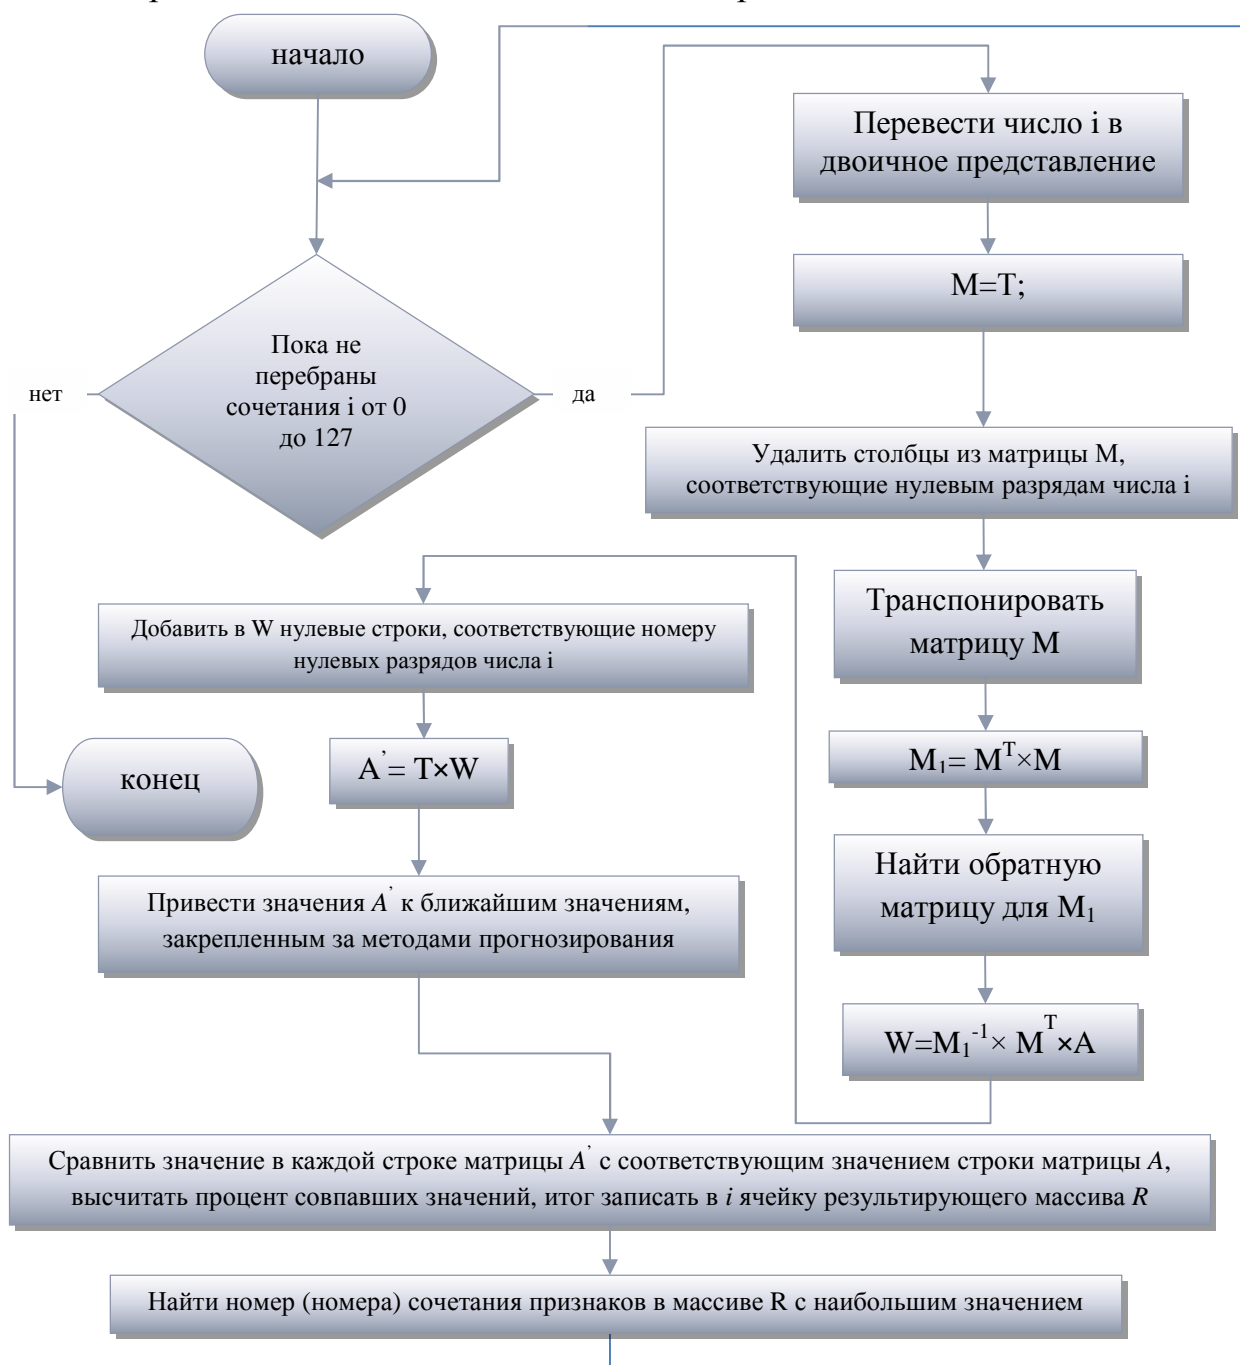 начало
Перевести число i в
двоичное представление
M=T;
Пока не
перебраны
сочетания i от 0
до 127
нет
да
Удалить столбцы из матрицы M,
соответствующие нулевым разрядам числа i
Транспонировать
матрицу M
M₁= Mᵀ×M
Найти обратную
матрицу для M₁
W=M₁⁻¹× Mᵀ×A
Добавить в W нулевые строки, соответствующие номеру
нулевых разрядов числа i
A’= T×W
конец
Привести значения A’ к ближайшим значениям,
закрепленным за методами прогнозирования
Сравнить значение в каждой строке матрицы A’ с соответствующим значением строки матрицы A,
высчитать процент совпавших значений, итог записать в i ячейку результирующего массива R
Найти номер (номера) сочетания признаков в массиве R с наибольшим значением